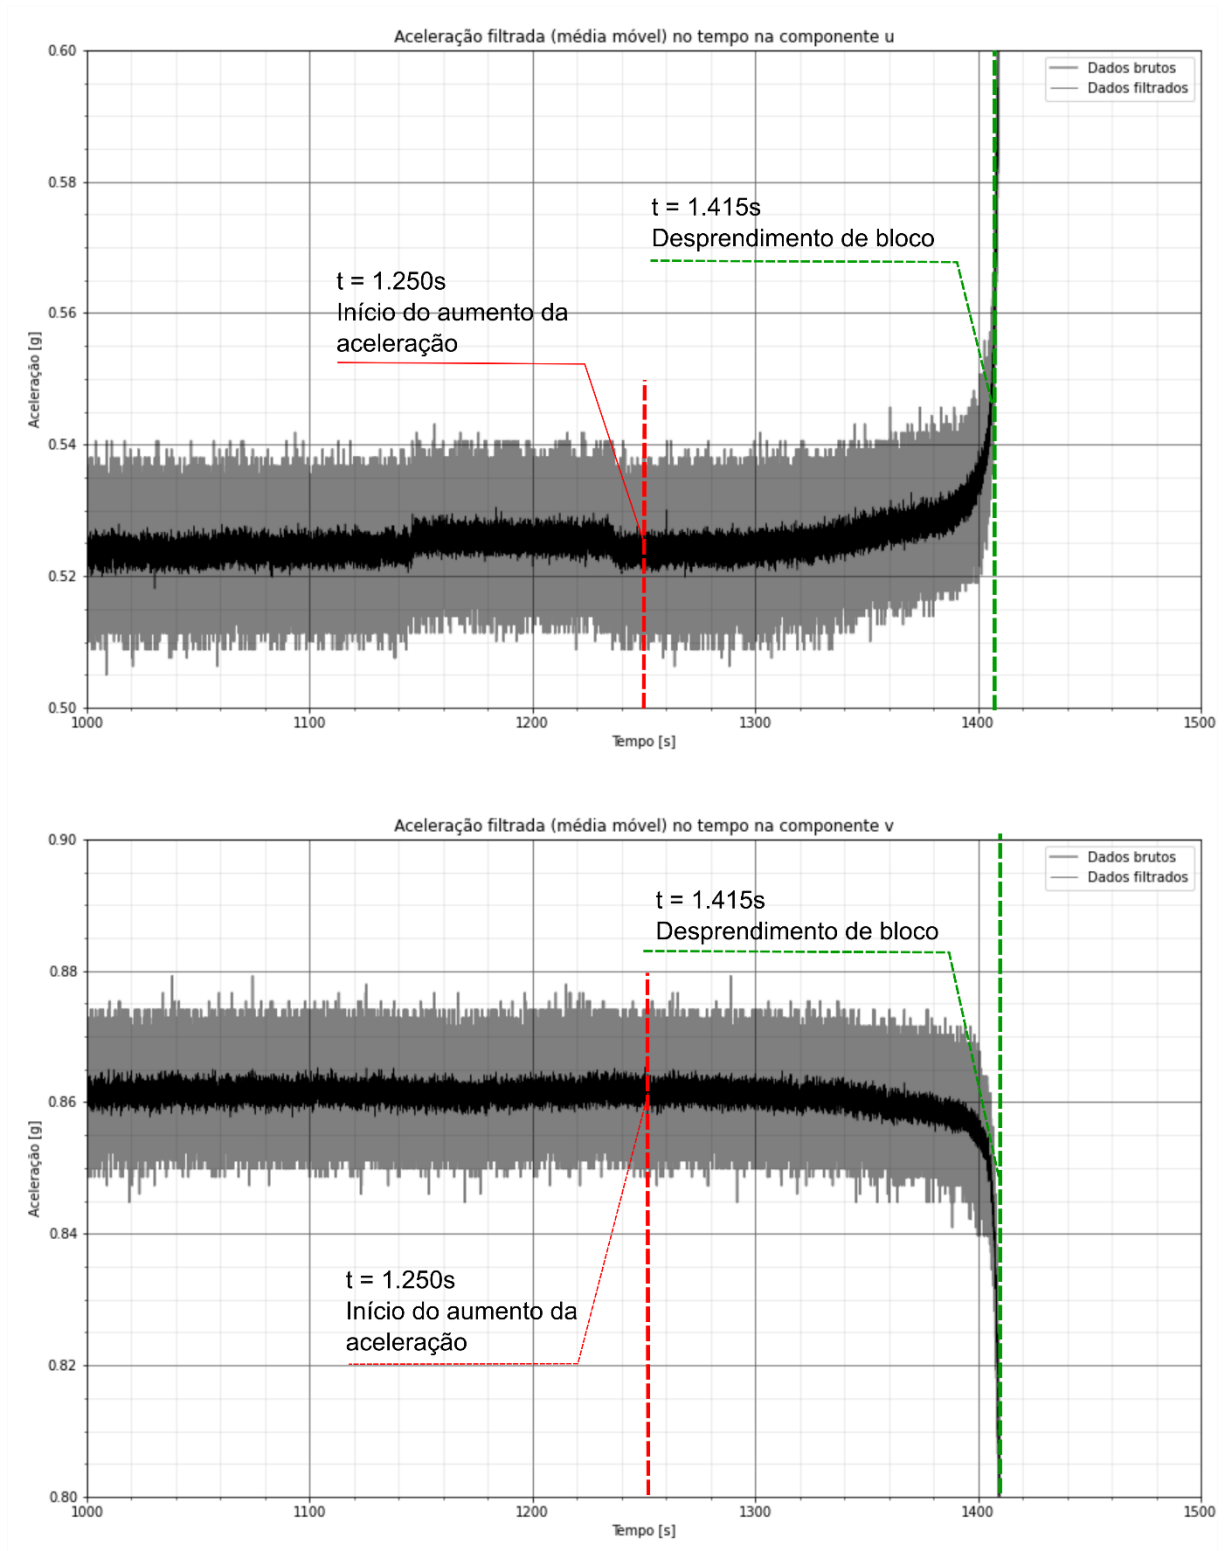 Aceleração filtrada (média móvel) no tempo na componente u
0.60
0.58
0.56
0.54
0.52
0.50
Aceleração [g]
Dados brutos
Dados filtrados
t = 1.415s
Desprendimento de bloco
t = 1.250s
Início do aumento da
aceleração
1000 1100 1200 1300 1400 1500
Tempo [s]
Aceleração filtrada (média móvel) no tempo na componente v
0.90
0.88
0.86
0.84
0.82
0.80
Aceleração [g]
Dados brutos
Dados filtrados
t = 1.415s
Desprendimento de bloco
t = 1.250s
Início do aumento da
aceleração
1000 1100 1200 1300 1400 1500
Tempo [s]